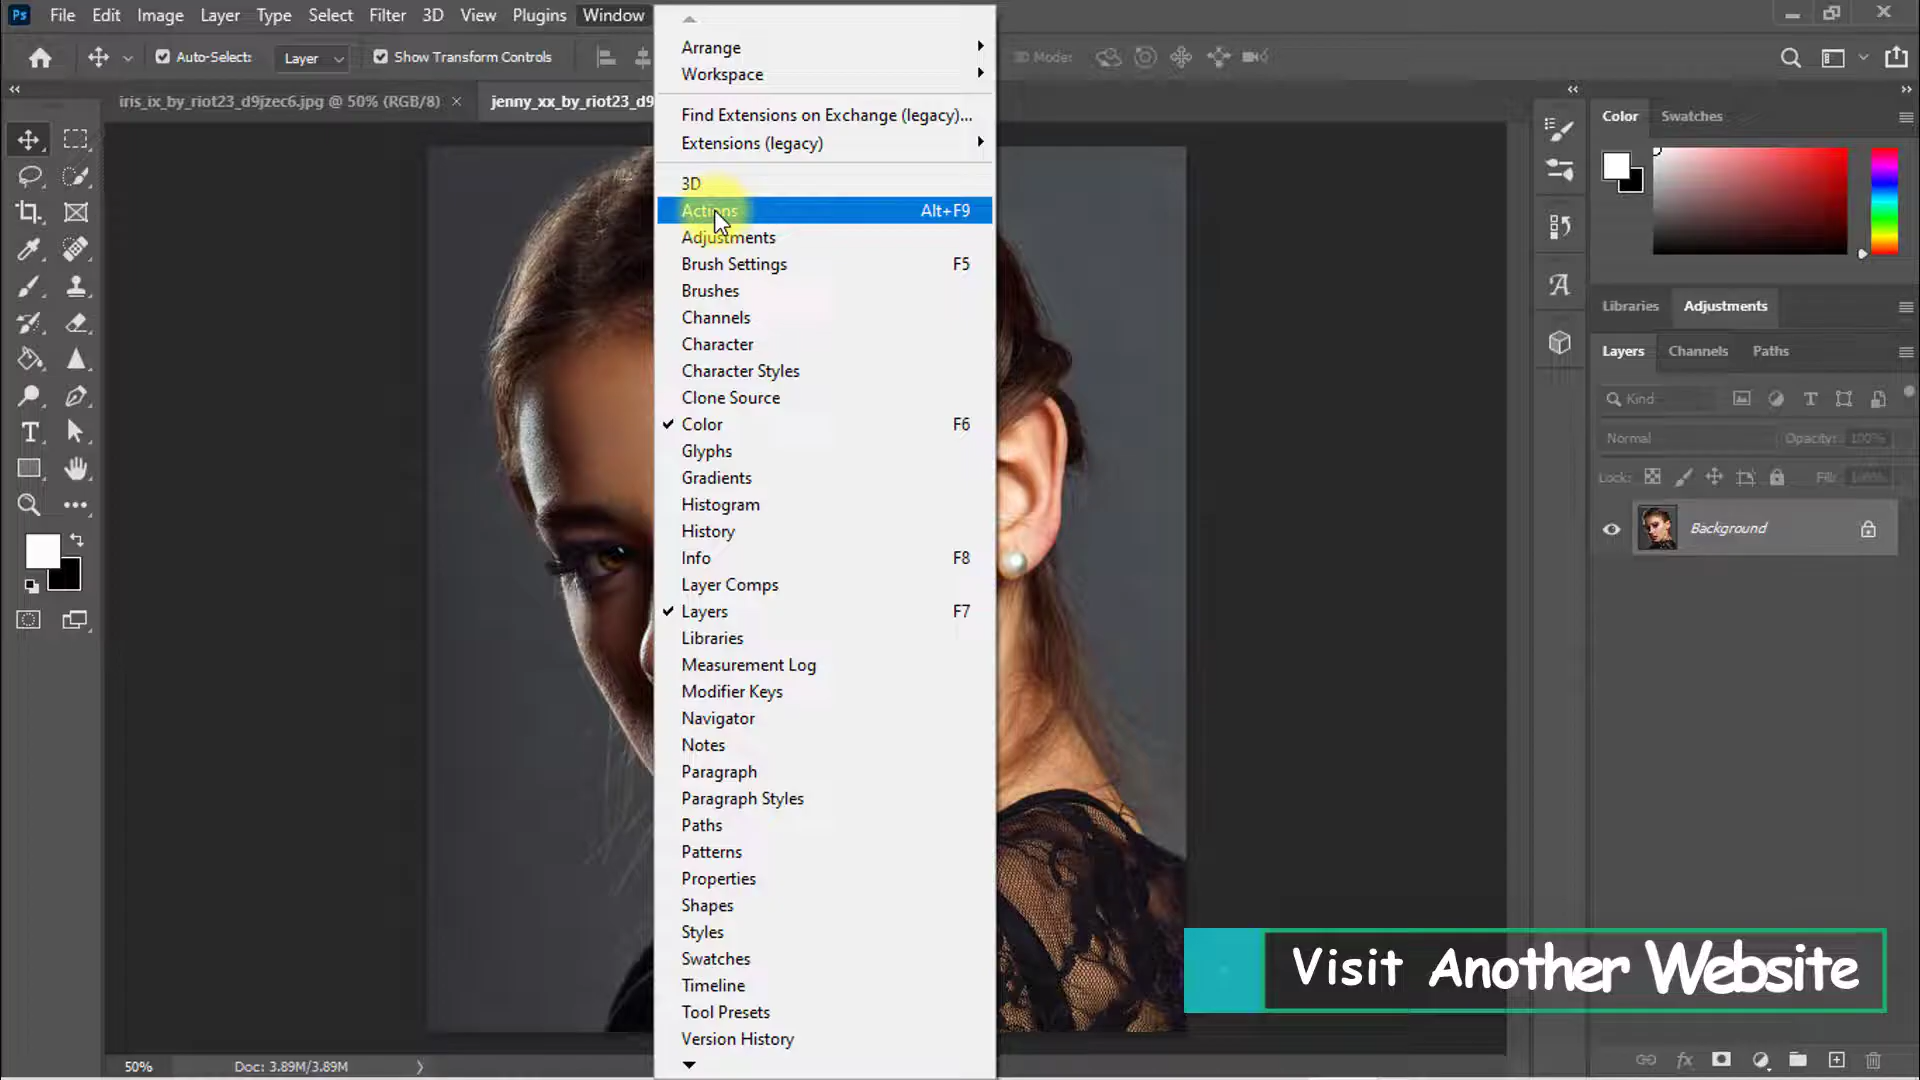 Ps File Edit Image Layer Type Select Filter 3D View Plugins Window
Auto-Select: Layer Show Transform Controls 3D Mode:
iris_ix_by_riot23_d9jzec6.jpg @ 50% (RGB/8) × jenny_xx_by_riot23_d9
Arrange
Workspace
Find Extensions on Exchange (legacy)...
Extensions (legacy)
3D
Actions Alt+F9
Adjustments
Brush Settings F5
Brushes
Channels
Character
Character Styles
Clone Source
Color F6
Glyphs
Gradients
Histogram
History
Info F8
Layer Comps
Layers F7
Libraries
Measurement Log
Modifier Keys
Navigator
Notes
Paragraph
Paragraph Styles
Paths
Patterns
Properties
Shapes
Styles
Swatches
Timeline
Tool Presets
Version History
Color Swatches
Libraries Adjustments
Layers Channels Paths
Kind
Normal Opacity: 100%
Lock: Fill: 100%
Background
Visit Another Website
50% Doc: 3.89M/3.89M